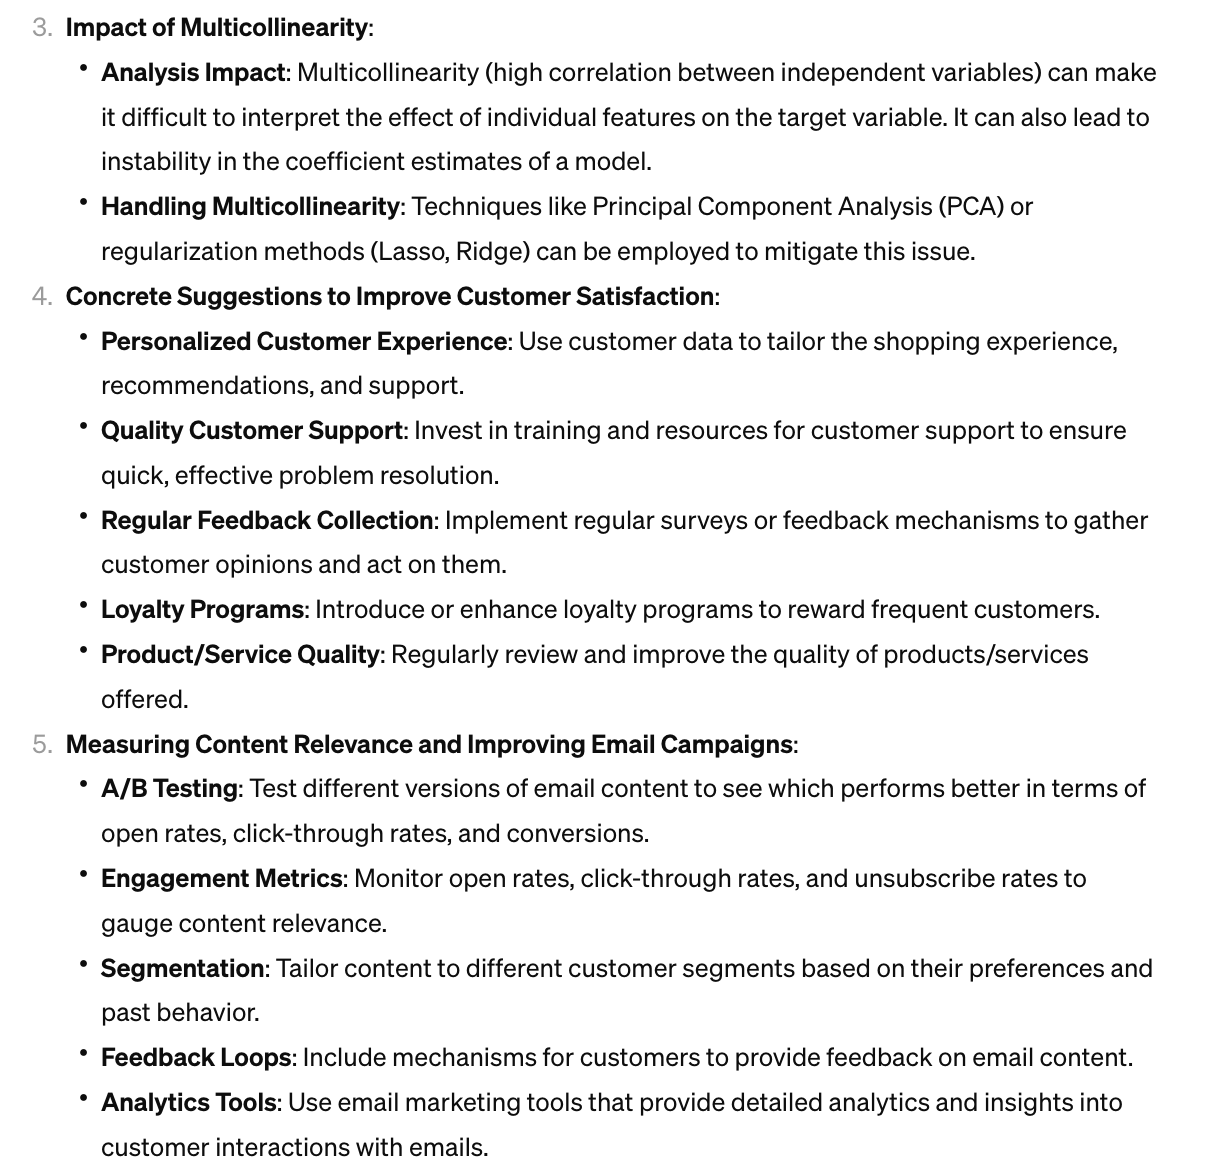 3. Impact of Multicollinearity:
• Analysis Impact: Multicollinearity (high correlation between independent variables) can make
it difficult to interpret the effect of individual features on the target variable. It can also lead to
instability in the coefficient estimates of a model.
• Handling Multicollinearity: Techniques like Principal Component Analysis (PCA) or
regularization methods (Lasso, Ridge) can be employed to mitigate this issue.
4. Concrete Suggestions to Improve Customer Satisfaction:
• Personalized Customer Experience: Use customer data to tailor the shopping experience,
recommendations, and support.
• Quality Customer Support: Invest in training and resources for customer support to ensure
quick, effective problem resolution.
• Regular Feedback Collection: Implement regular surveys or feedback mechanisms to gather
customer opinions and act on them.
• Loyalty Programs: Introduce or enhance loyalty programs to reward frequent customers.
• Product/Service Quality: Regularly review and improve the quality of products/services
offered.
5. Measuring Content Relevance and Improving Email Campaigns:
• A/B Testing: Test different versions of email content to see which performs better in terms of
open rates, click-through rates, and conversions.
• Engagement Metrics: Monitor open rates, click-through rates, and unsubscribe rates to
gauge content relevance.
• Segmentation: Tailor content to different customer segments based on their preferences and
past behavior.
• Feedback Loops: Include mechanisms for customers to provide feedback on email content.
• Analytics Tools: Use email marketing tools that provide detailed analytics and insights into
customer interactions with emails.